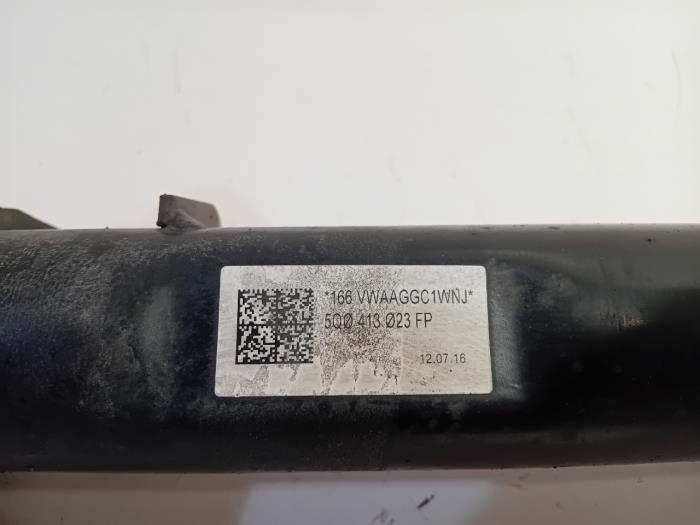 *166 VWAAGGC1WNJ*
5QØ 413 Ø23 FP
12.07.16